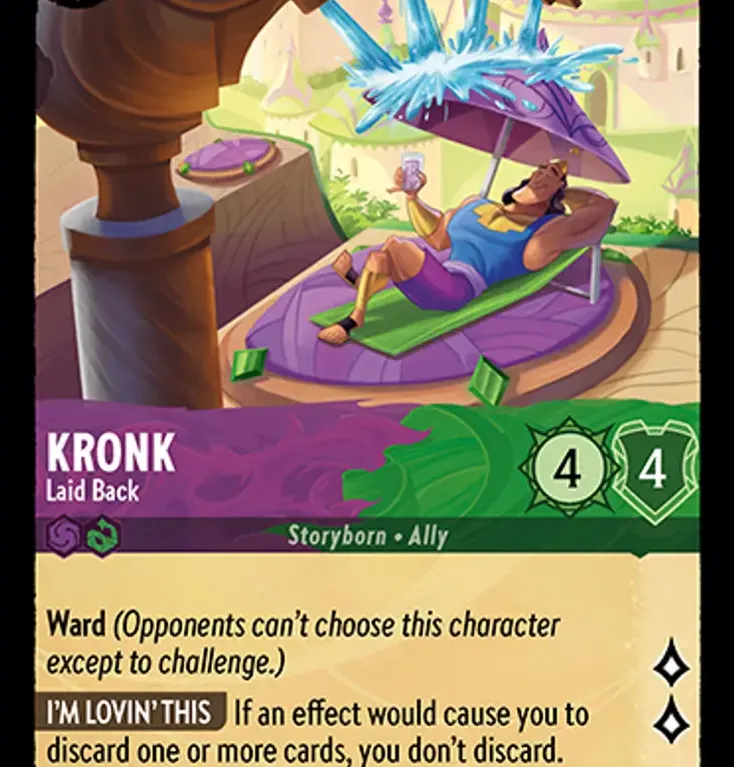 KRONK
Laid Back
4 4
Storyborn • Ally
Ward (Opponents can't choose this character
except to challenge.)
I'M LOVIN' THIS If an effect would cause you to
discard one or more cards, you don't discard.